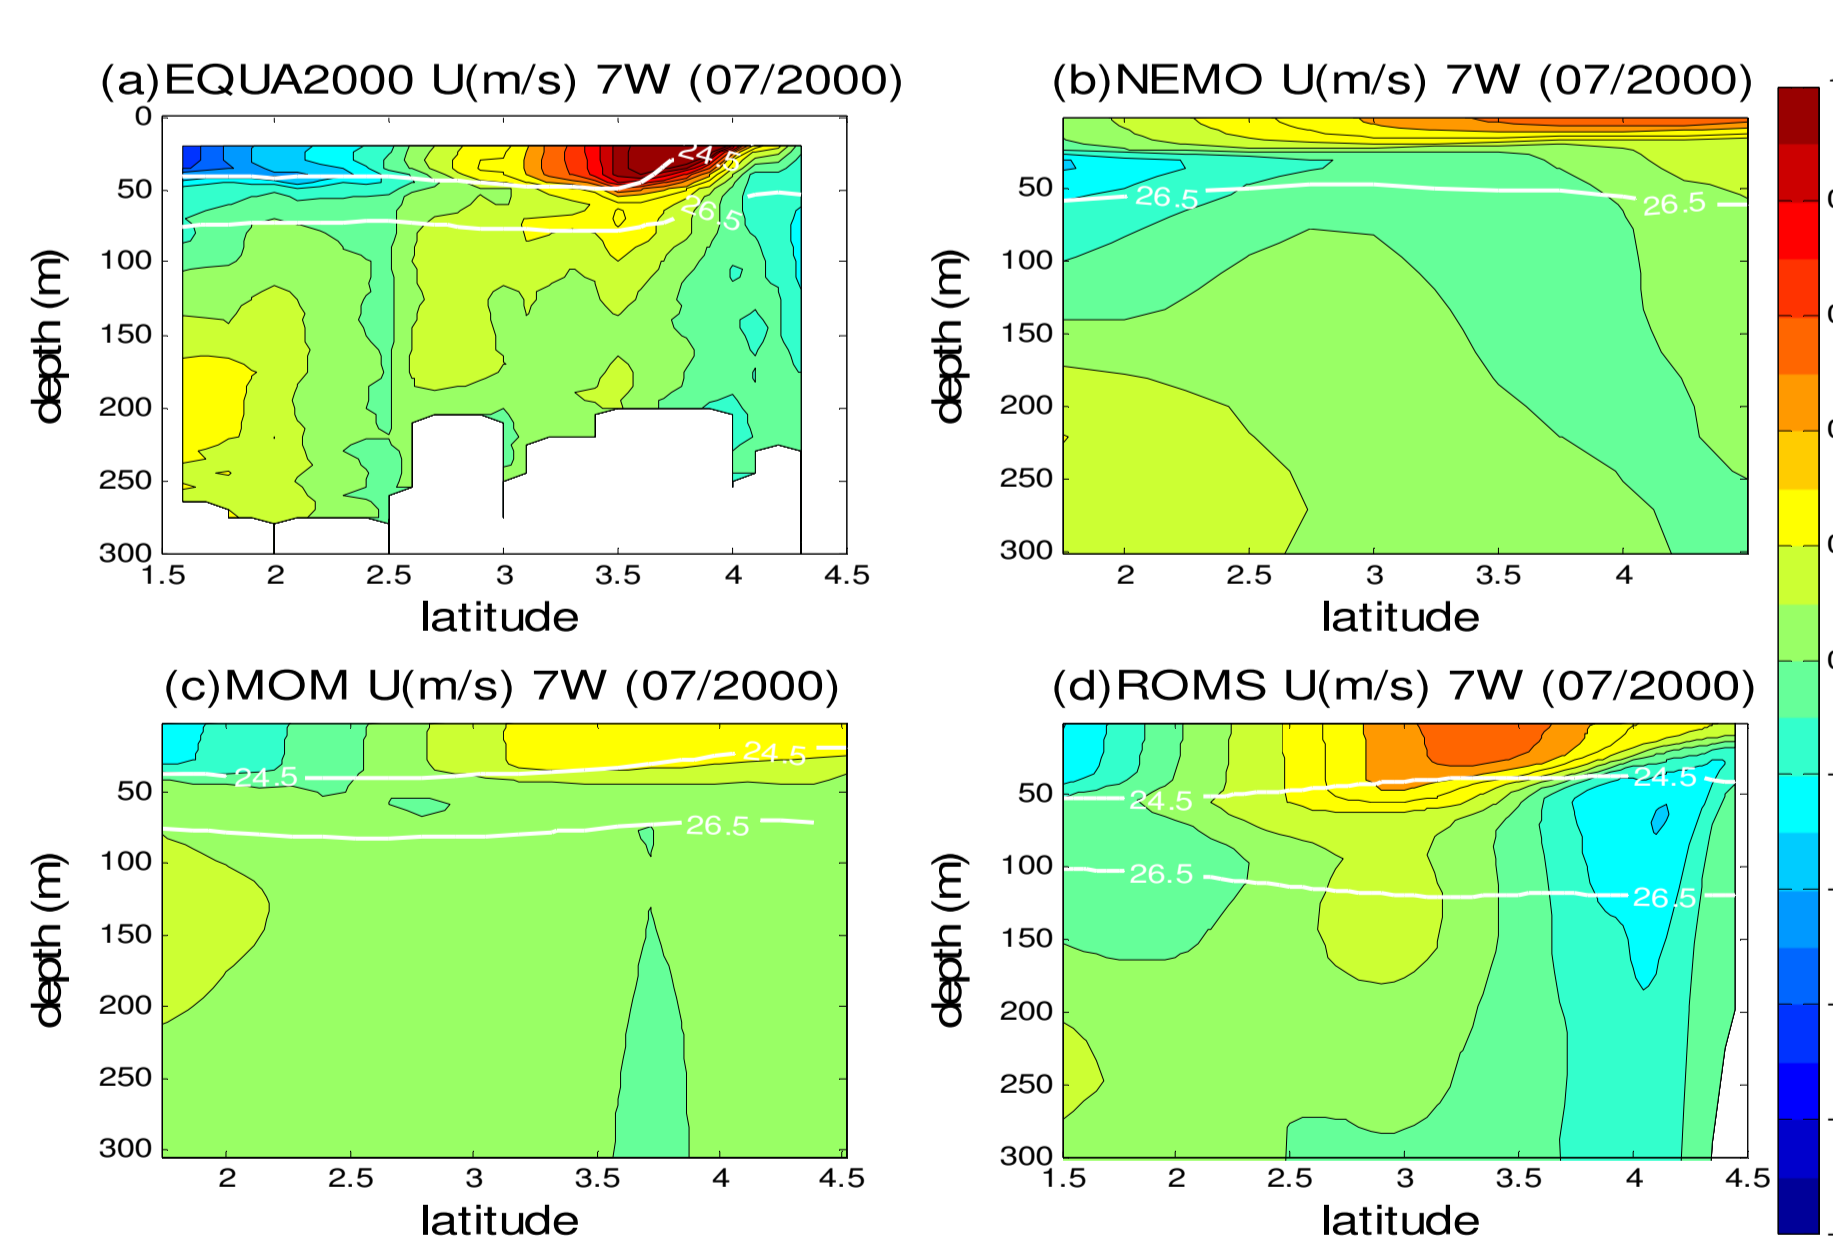 (a)EQUA2000 U(m/s) 7W (07/2000)
0
50
100
150
200
250
300
depth (m)
24.5
26.5
1.5 2 2.5 3 3.5 4 4.5
latitude
(b)NEMO U(m/s) 7W (07/2000)
50
100
150
200
250
300
depth (m)
26.5
26.5
2 2.5 3 3.5 4
latitude
(c)MOM U(m/s) 7W (07/2000)
50
100
150
200
250
300
depth (m)
24.5
24.5
26.5
2 2.5 3 3.5 4 4.5
latitude
(d)ROMS U(m/s) 7W (07/2000)
50
100
150
200
250
300
depth (m)
24.5
24.5
26.5
26.5
1.5 2 2.5 3 3.5 4 4.5
latitude